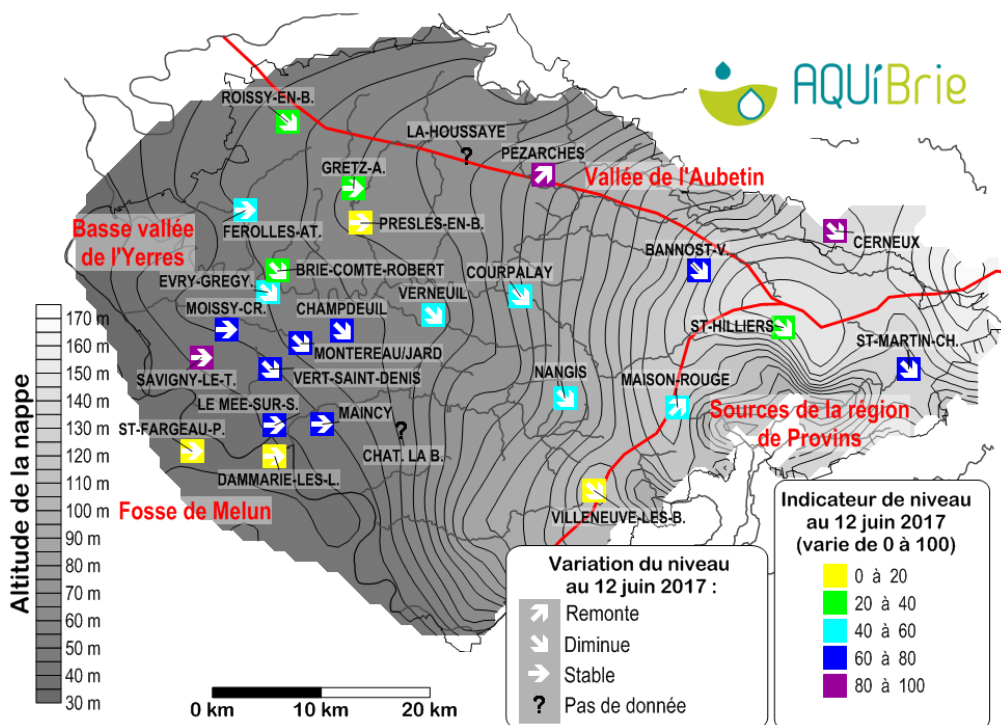 AQUiBrie
ROISSY-EN-B.
LA-HOUSSAYE
?
PEZARCHES
GRETZ-A.
Vallée de l'Aubetin
PRESLES-EN-B.
Basse vallée
de l'Yerres
FEROLLES-AT.
CERNEUX
BANNOST-V.
BRIE-COMTE-ROBERT
COURPALAY
EVRY-GREGY.
VERNEUIL
MOISSY-CR.
CHAMPDEUIL
ST-HILLIERS
ST-MARTIN-CH.
MONTEREAU/JARD
SAVIGNY-LE-T.
VERT-SAINT-DENIS
NANGIS
MAISON-ROUGE
LE MEE-SUR-S.
MAINCY
Sources de la région
de Provins
ST-FARGEAU-P.
?
CHAT. LA B.
DAMMARIE-LES-L.
Fosse de Melun
VILLENEUVE-LES-B.
Altitude de la nappe
170 m
160 m
150 m
140 m
130 m
120 m
110 m
100 m
90 m
80 m
70 m
60 m
50 m
40 m
30 m
0 km
10 km
20 km
Variation du niveau
au 12 juin 2017 :
Remonte
Diminue
Stable
? Pas de donnée
Indicateur de niveau
au 12 juin 2017
(varie de 0 à 100)
0 à 20
20 à 40
40 à 60
60 à 80
80 à 100